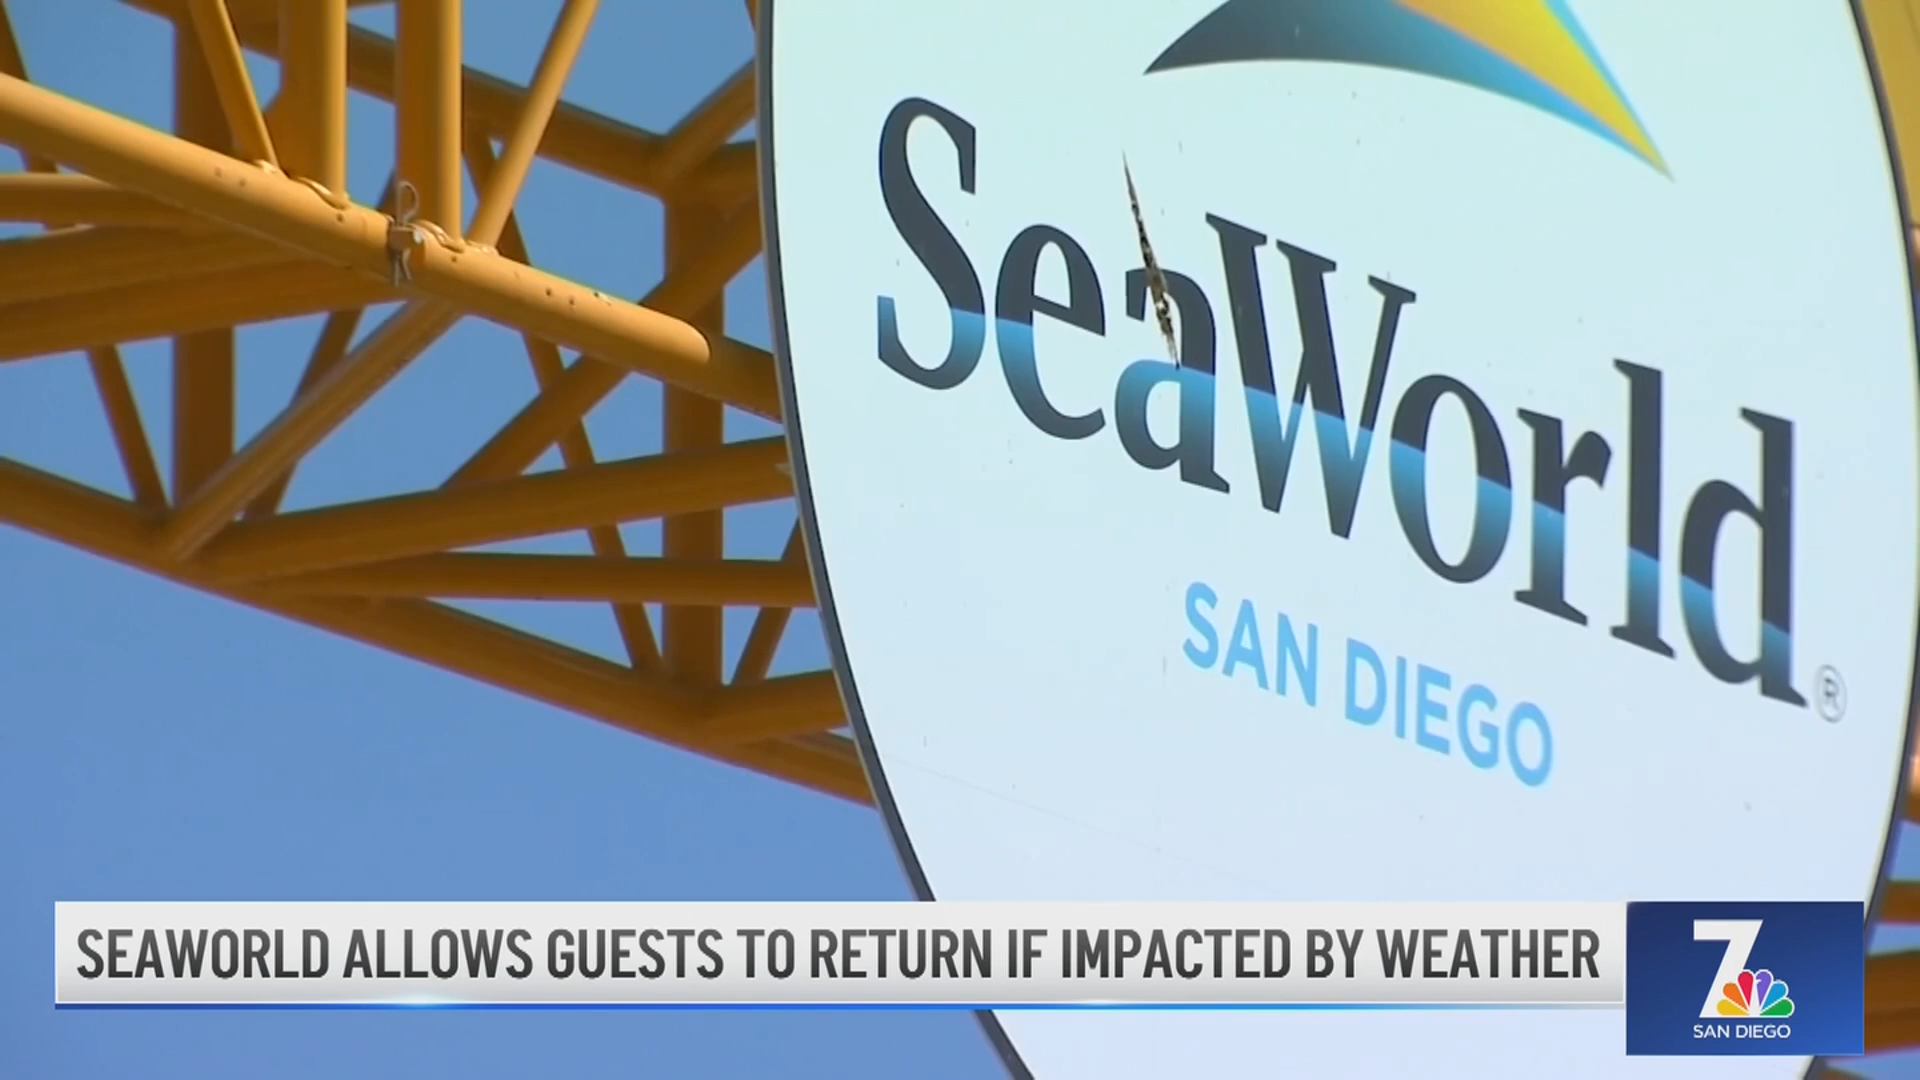 SeaWorld®
SAN DIEGO
SEAWORLD ALLOWS GUESTS TO RETURN IF IMPACTED BY WEATHER
7
SAN DIEGO